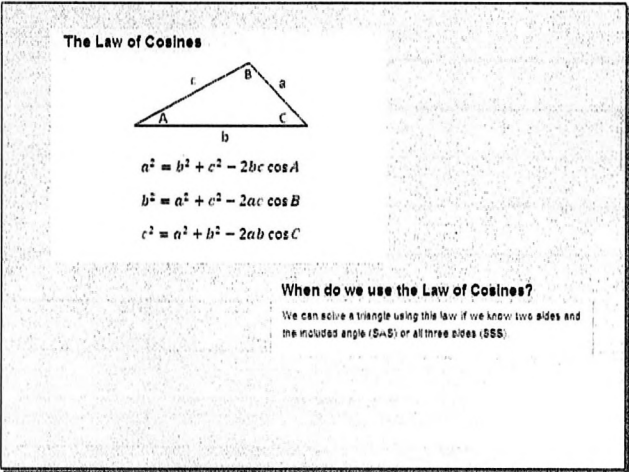 The Law of Cosines
c
B
a
A
C
b
a² = b² + c² − 2bc cos A
b² = a² + c² − 2ac cos B
c² = a² + b² − 2ab cos C
When do we use the Law of Cosines?
We can solve a triangle using this law if we know two sides and
the included angle (SAS) or all three sides (SSS)